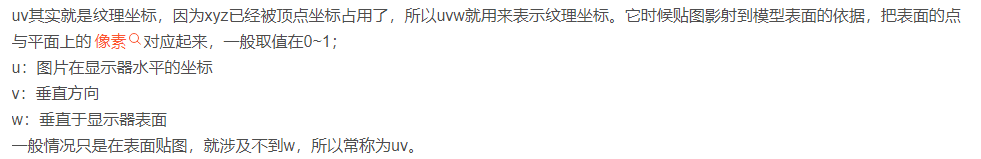 uv其实就是纹理坐标，因为xyz已经被顶点坐标占用了，所以uvw就用来表示纹理坐标。它时候贴图影射到模型表面的依据，把表面的点
与平面上的 像素 对应起来，一般取值在0~1；
u：图片在显示器水平的坐标
v：垂直方向
w：垂直于显示器表面
一般情况只是在表面贴图，就涉及不到w，所以常称为uv。